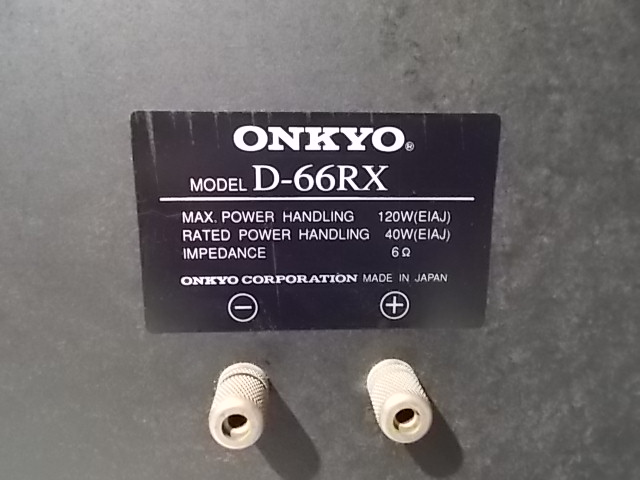 ONKYO®
MODEL D-66RX
MAX. POWER HANDLING 120W(EIAJ)
RATED POWER HANDLING 40W(EIAJ)
IMPEDANCE 6Ω
ONKYO CORPORATION MADE IN JAPAN
⊖ ⊕